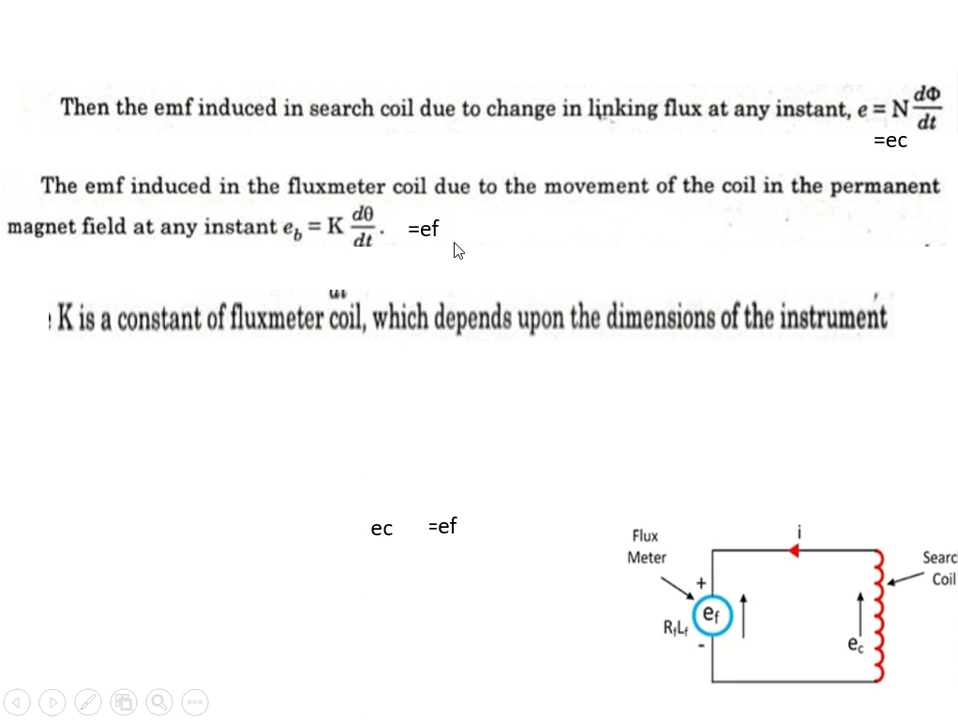 Then the emf induced in search coil due to change in linking flux at any instant, e = N dΦ/dt
=ec
The emf induced in the fluxmeter coil due to the movement of the coil in the permanent
magnet field at any instant e_b = K dθ/dt. =ef
K is a constant of fluxmeter coil, which depends upon the dimensions of the instrument
ec =ef
Flux
Meter
i
Searc
Coil
+
e_f
R_fL_f
-
e_c